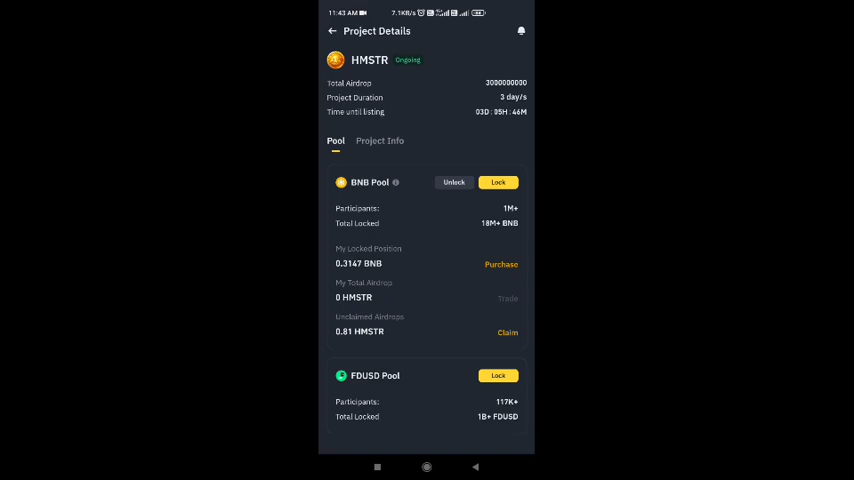 11:43 AM
7.1KB/s
Project Details
HMSTR Ongoing
Total Airdrop 3000000000
Project Duration 3 day/s
Time until listing 03D : 05H : 46M
Pool Project Info
BNB Pool Unlock Lock
Participants: 1M+
Total Locked 18M+ BNB
My Locked Position
0.3147 BNB Purchase
My Total Airdrop
0 HMSTR Trade
Unclaimed Airdrops
0.81 HMSTR Claim
FDUSD Pool Lock
Participants: 117K+
Total Locked 1B+ FDUSD